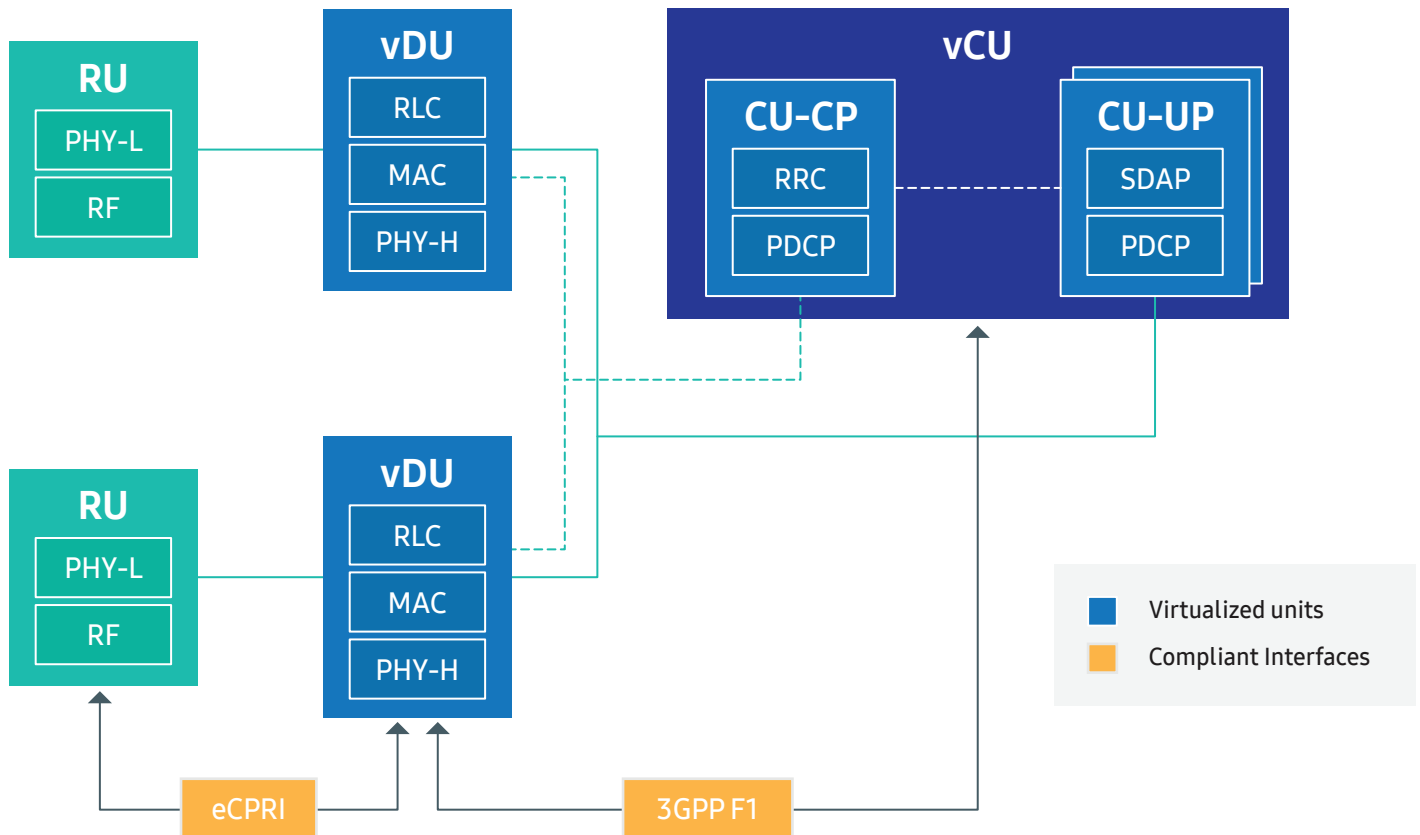 RU
PHY-L
RF
vDU
RLC
MAC
PHY-H
vCU
CU-CP
RRC
PDCP
CU-UP
SDAP
PDCP
RU
PHY-L
RF
vDU
RLC
MAC
PHY-H
Virtualized units
Compliant Interfaces
eCPRI
3GPP F1